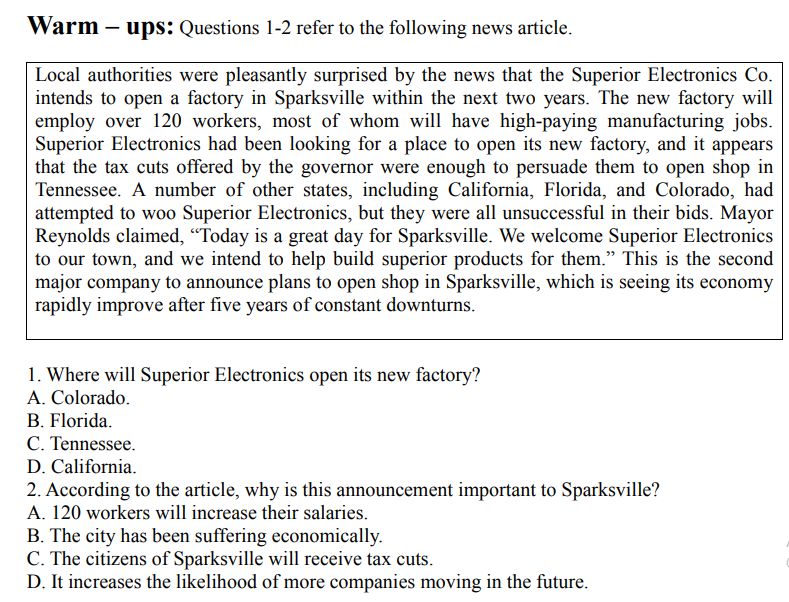 Warm – ups: Questions 1-2 refer to the following news article.
Local authorities were pleasantly surprised by the news that the Superior Electronics Co.
intends to open a factory in Sparksville within the next two years. The new factory will
employ over 120 workers, most of whom will have high-paying manufacturing jobs.
Superior Electronics had been looking for a place to open its new factory, and it appears
that the tax cuts offered by the governor were enough to persuade them to open shop in
Tennessee. A number of other states, including California, Florida, and Colorado, had
attempted to woo Superior Electronics, but they were all unsuccessful in their bids. Mayor
Reynolds claimed, “Today is a great day for Sparksville. We welcome Superior Electronics
to our town, and we intend to help build superior products for them.” This is the second
major company to announce plans to open shop in Sparksville, which is seeing its economy
rapidly improve after five years of constant downturns.
1. Where will Superior Electronics open its new factory?
A. Colorado.
B. Florida.
C. Tennessee.
D. California.
2. According to the article, why is this announcement important to Sparksville?
A. 120 workers will increase their salaries.
B. The city has been suffering economically.
C. The citizens of Sparksville will receive tax cuts.
D. It increases the likelihood of more companies moving in the future.